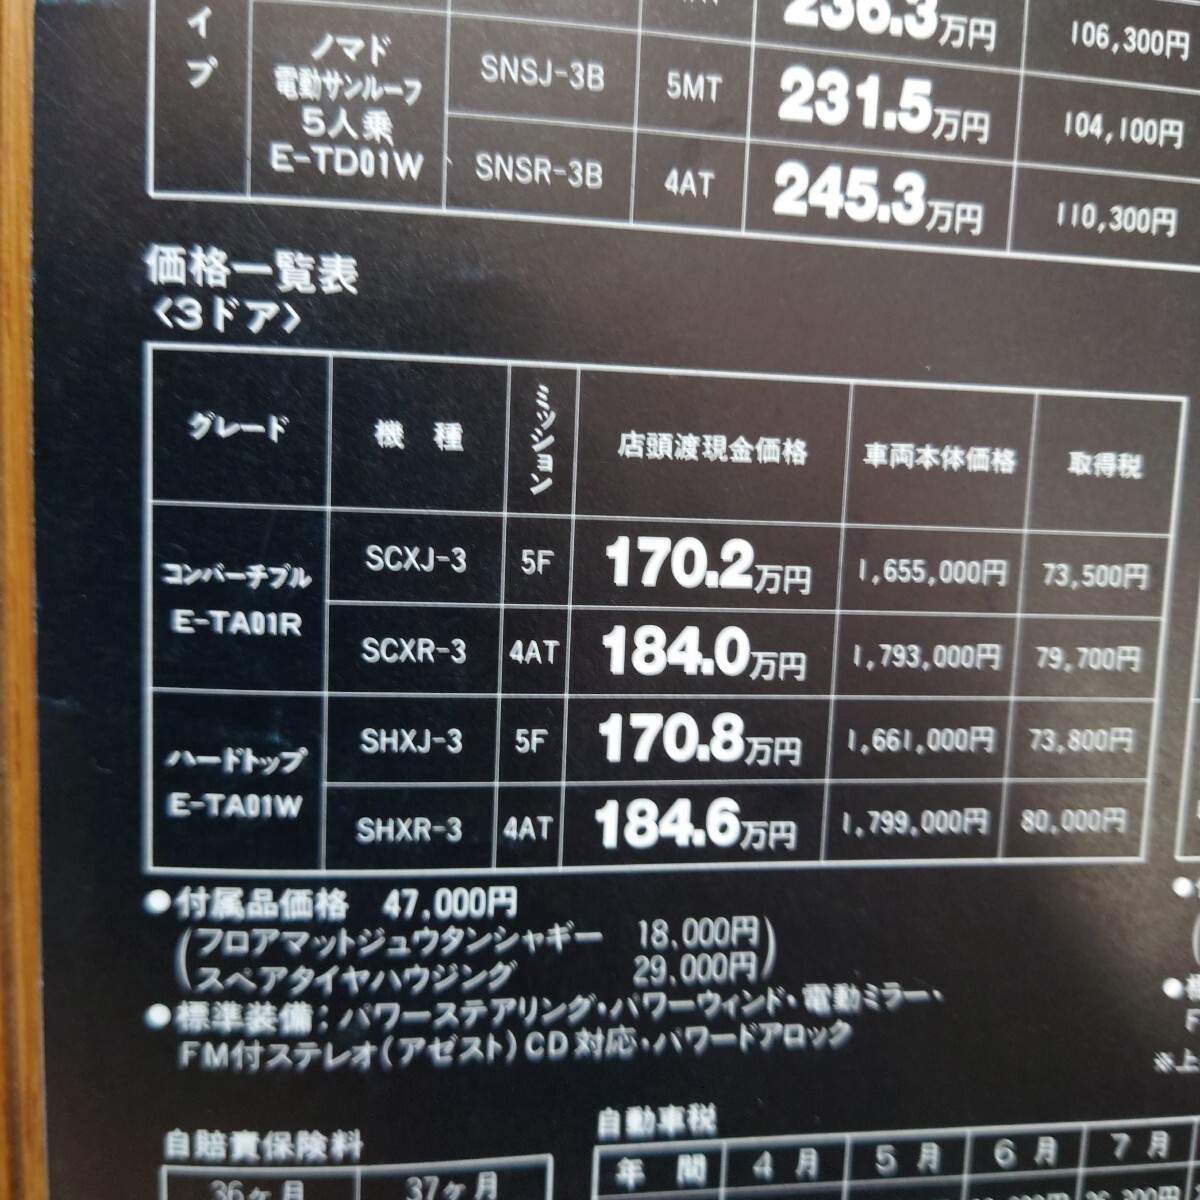 イプ
236.3万円 106,300円
ノマド
電動サンルーフ
5人乗
E-TD01W
SNSJ-3B 5MT 231.5万円 104,100円
SNSR-3B 4AT 245.3万円 110,300円
価格一覧表
〈3ドア〉
グレード 機種 ミッション 店頭渡現金価格 車両本体価格 取得税
コンバーチブル
E-TA01R
SCXJ-3 5F 170.2万円 1,655,000円 73,500円
SCXR-3 4AT 184.0万円 1,793,000円 79,700円
ハードトップ
E-TA01W
SHXJ-3 5F 170.8万円 1,661,000円 73,800円
SHXR-3 4AT 184.6万円 1,799,000円 80,000円
●付属品価格 47,000円
(フロアマットジュウタンシャギー 18,000円)
(スペアタイヤハウジング 29,000円)
●標準装備:パワーステアリング・パワーウィンド・電動ミラー・
FM付ステレオ(アゼスト)CD対応・パワードアロック
※上
自賠責保険料
36ヶ月 37ヶ月
自動車税
年間 4月 5月 6月 7月